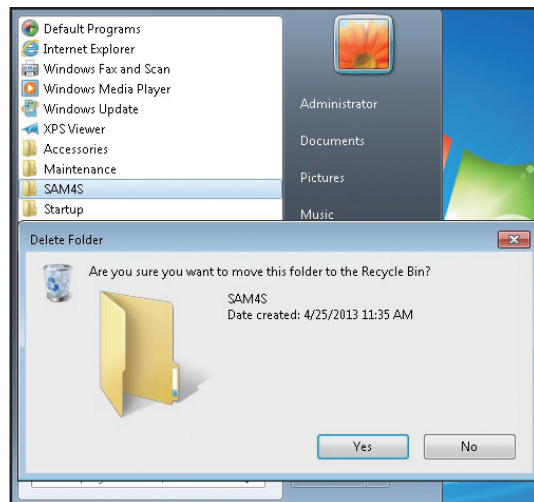 Default Programs
Internet Explorer
Windows Fax and Scan
Windows Media Player
Windows Update
XPS Viewer
Accessories
Maintenance
SAM4S
Startup
Administrator
Documents
Pictures
Music
Delete Folder
Are you sure you want to move this folder to the Recycle Bin?
SAM4S
Date created: 4/25/2013 11:35 AM
Yes
No